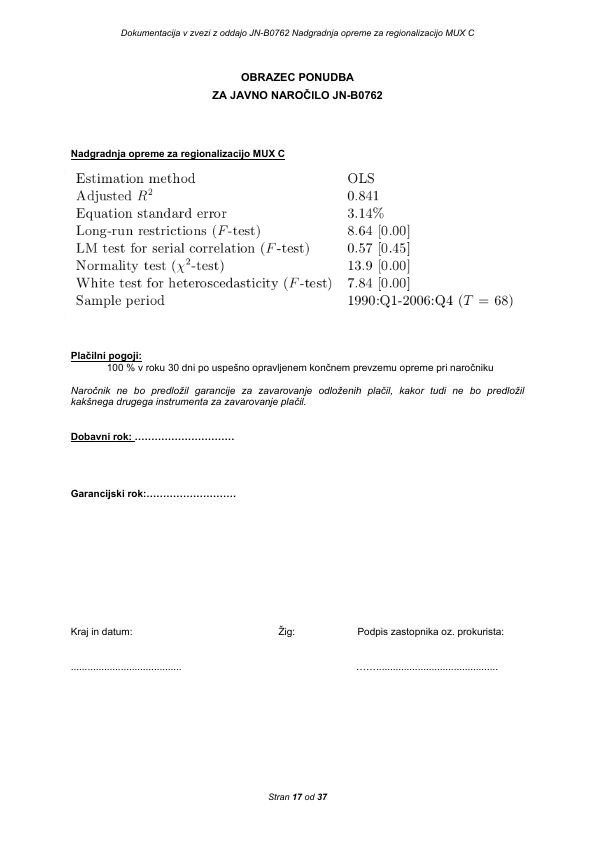 Dokumentacija v zvezi z oddajo JN-B0762 Nadgradnja opreme za regionalizacijo MUX C
OBRAZEC PONUDBA
ZA JAVNO NAROČILO JN-B0762
Nadgradnja opreme za regionalizacijo MUX C
Estimation method OLS
Adjusted R² 0.841
Equation standard error 3.14%
Long-run restrictions (F-test) 8.64 [0.00]
LM test for serial correlation (F-test) 0.57 [0.45]
Normality test (χ²-test) 13.9 [0.00]
White test for heteroscedasticity (F-test) 7.84 [0.00]
Sample period 1990:Q1-2006:Q4 (T = 68)
Plačilni pogoji:
100 % v roku 30 dni po uspešno opravljenem končnem prevzemu opreme pri naročniku
Naročnik ne bo predložil garancije za zavarovanje odloženih plačil, kakor tudi ne bo predložil
kakšnega drugega instrumenta za zavarovanje plačil.
Dobavni rok: …………………………
Garancijski rok:………………………
Kraj in datum: Žig: Podpis zastopnika oz. prokurista:
........................................ ……............................................
Stran 17 od 37